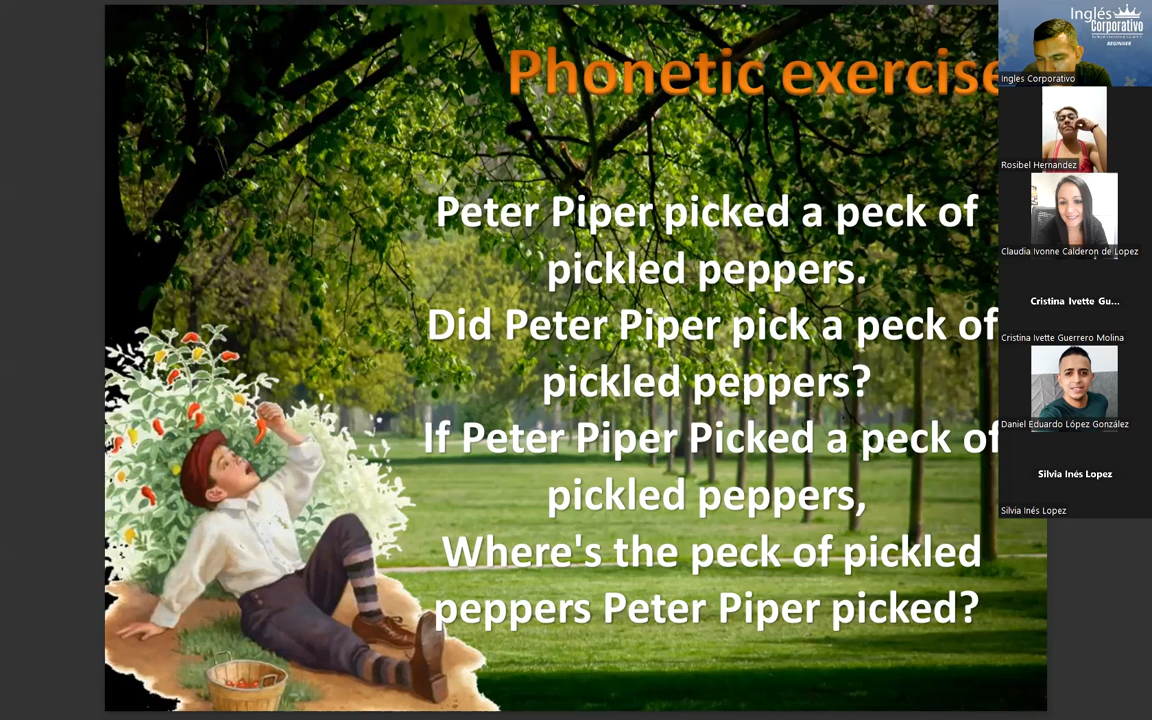 Phonetic exercise
Peter Piper picked a peck of
pickled peppers.
Did Peter Piper pick a peck of
pickled peppers?
If Peter Piper Picked a peck of
pickled peppers,
Where's the peck of pickled
peppers Peter Piper picked?
Inglés
Corporativo
BEGINNER
Ingles Corporativo
Rosibel Hernandez
Claudia Ivonne Calderon de Lopez
Cristina Ivette Gu...
Cristina Ivette Guerrero Molina
Daniel Eduardo López González
Silvia Inés Lopez
Silvia Inés Lopez